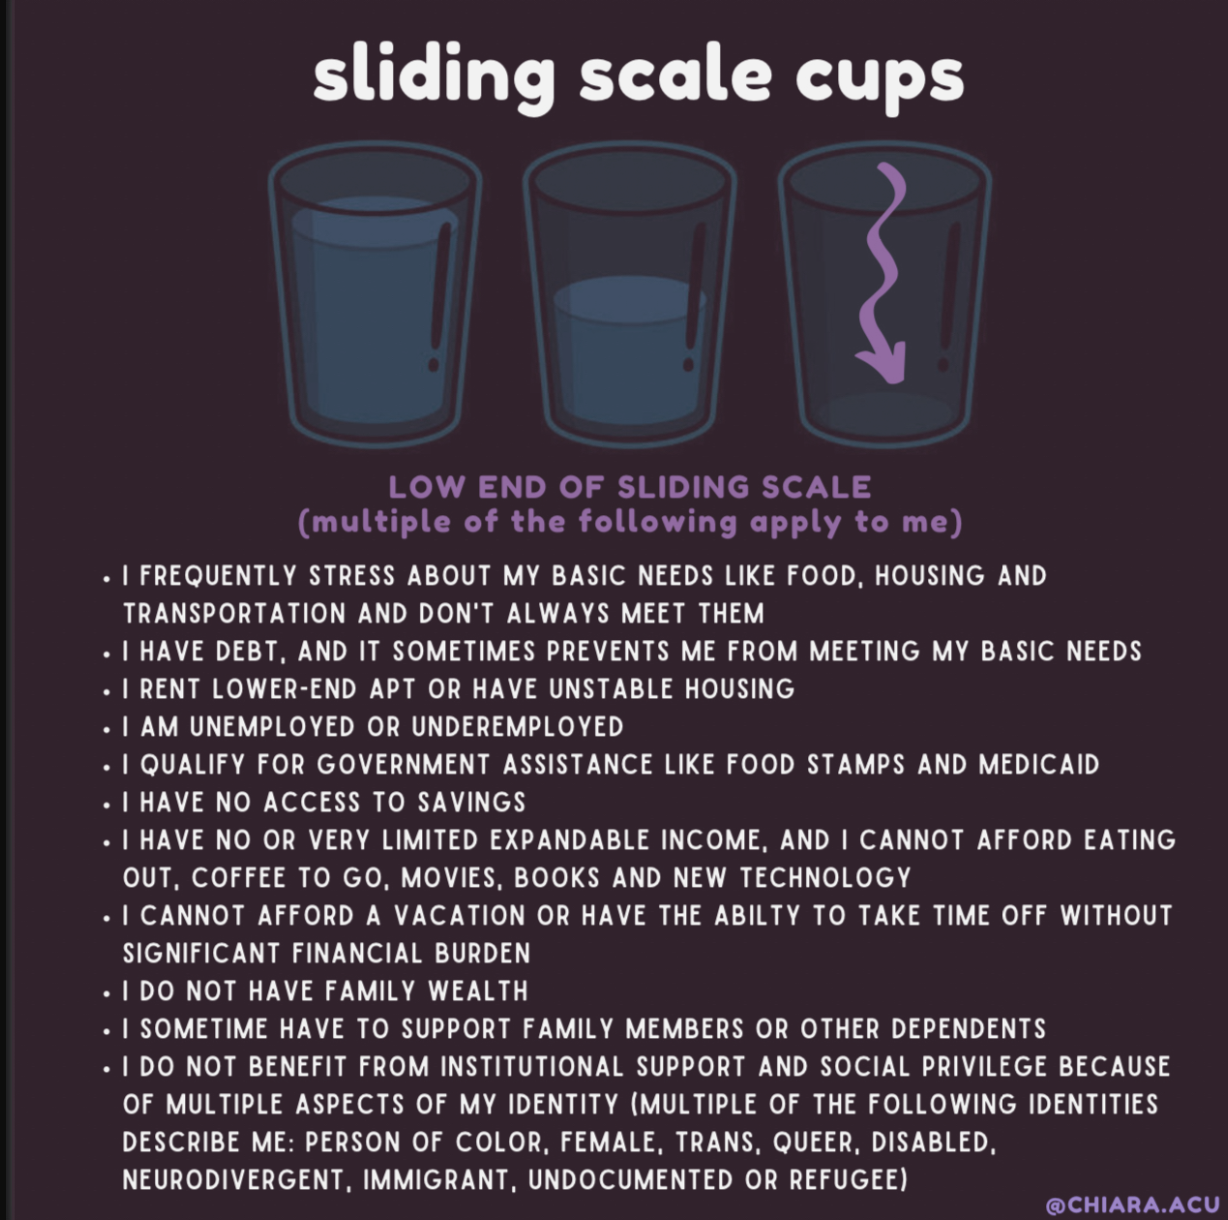 sliding scale cups
LOW END OF SLIDING SCALE
(multiple of the following apply to me)
• I FREQUENTLY STRESS ABOUT MY BASIC NEEDS LIKE FOOD, HOUSING AND
TRANSPORTATION AND DON'T ALWAYS MEET THEM
• I HAVE DEBT, AND IT SOMETIMES PREVENTS ME FROM MEETING MY BASIC NEEDS
• I RENT LOWER-END APT OR HAVE UNSTABLE HOUSING
• I AM UNEMPLOYED OR UNDEREMPLOYED
• I QUALIFY FOR GOVERNMENT ASSISTANCE LIKE FOOD STAMPS AND MEDICAID
• I HAVE NO ACCESS TO SAVINGS
• I HAVE NO OR VERY LIMITED EXPANDABLE INCOME, AND I CANNOT AFFORD EATING
OUT, COFFEE TO GO, MOVIES, BOOKS AND NEW TECHNOLOGY
• I CANNOT AFFORD A VACATION OR HAVE THE ABILTY TO TAKE TIME OFF WITHOUT
SIGNIFICANT FINANCIAL BURDEN
• I DO NOT HAVE FAMILY WEALTH
• I SOMETIME HAVE TO SUPPORT FAMILY MEMBERS OR OTHER DEPENDENTS
• I DO NOT BENEFIT FROM INSTITUTIONAL SUPPORT AND SOCIAL PRIVILEGE BECAUSE
OF MULTIPLE ASPECTS OF MY IDENTITY (MULTIPLE OF THE FOLLOWING IDENTITIES
DESCRIBE ME: PERSON OF COLOR, FEMALE, TRANS, QUEER, DISABLED,
NEURODIVERGENT, IMMIGRANT, UNDOCUMENTED OR REFUGEE)
@CHIARA.ACU